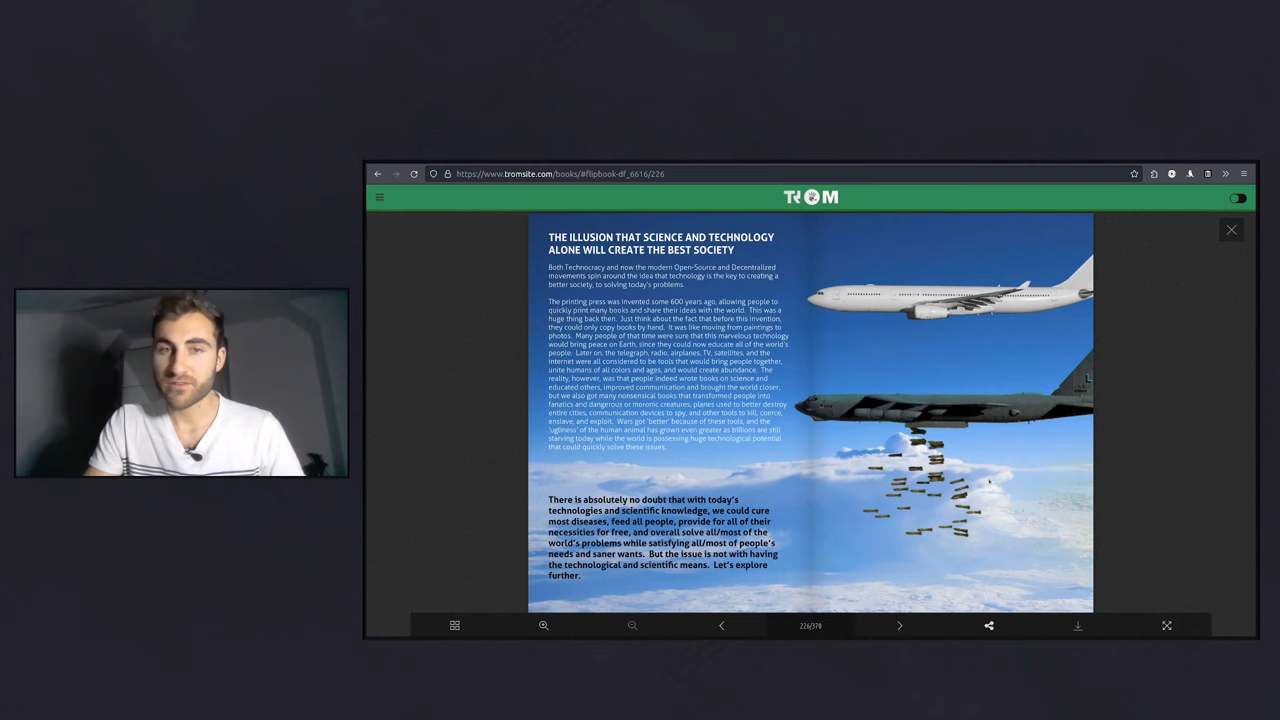 https://www.tromsite.com/books/#flipbook-df_6616/226
TROM
THE ILLUSION THAT SCIENCE AND TECHNOLOGY
ALONE WILL CREATE THE BEST SOCIETY
Both Technocracy and now the modern Open-Source and Decentralized
movements spin around the idea that technology is the key to creating a
better society, to solving today's problems.
The printing press was invented some 600 years ago, allowing people to
quickly print many books and share their ideas with the world. This was a
huge thing back then. Just think about the fact that before this invention,
they could only copy books by hand. It was like moving from paintings to
photos. Many people of that time were sure that this marvelous technology
would bring peace on Earth, since they could now educate all of the world's
people. Later on, the telegraph, radio, airplanes, TV, satellites, and the
internet were all considered to be tools that would bring people together,
unite humans of all colors and ages, and would create abundance. The
reality, however, was that people indeed wrote books on science and
educated others, improved communication and brought the world closer,
but we also got many nonsensical books that transformed people into
fanatics and dangerous or moronic creatures, planes used to better destroy
entire cities, communication devices to spy, and other tools to kill, coerce,
enslave, and exploit. Wars got 'better' because of these tools, and the
'ugliness' of the human animal has grown even greater as billions are still
starving today while the world is possessing huge technological potential
that could quickly solve these issues.
There is absolutely no doubt that with today's
technologies and scientific knowledge, we could cure
most diseases, feed all people, provide for all of their
necessities for free, and overall solve all/most of the
world's problems while satisfying all/most of people's
needs and saner wants. But the issue is not with having
the technological and scientific means. Let's explore
further.
226/370